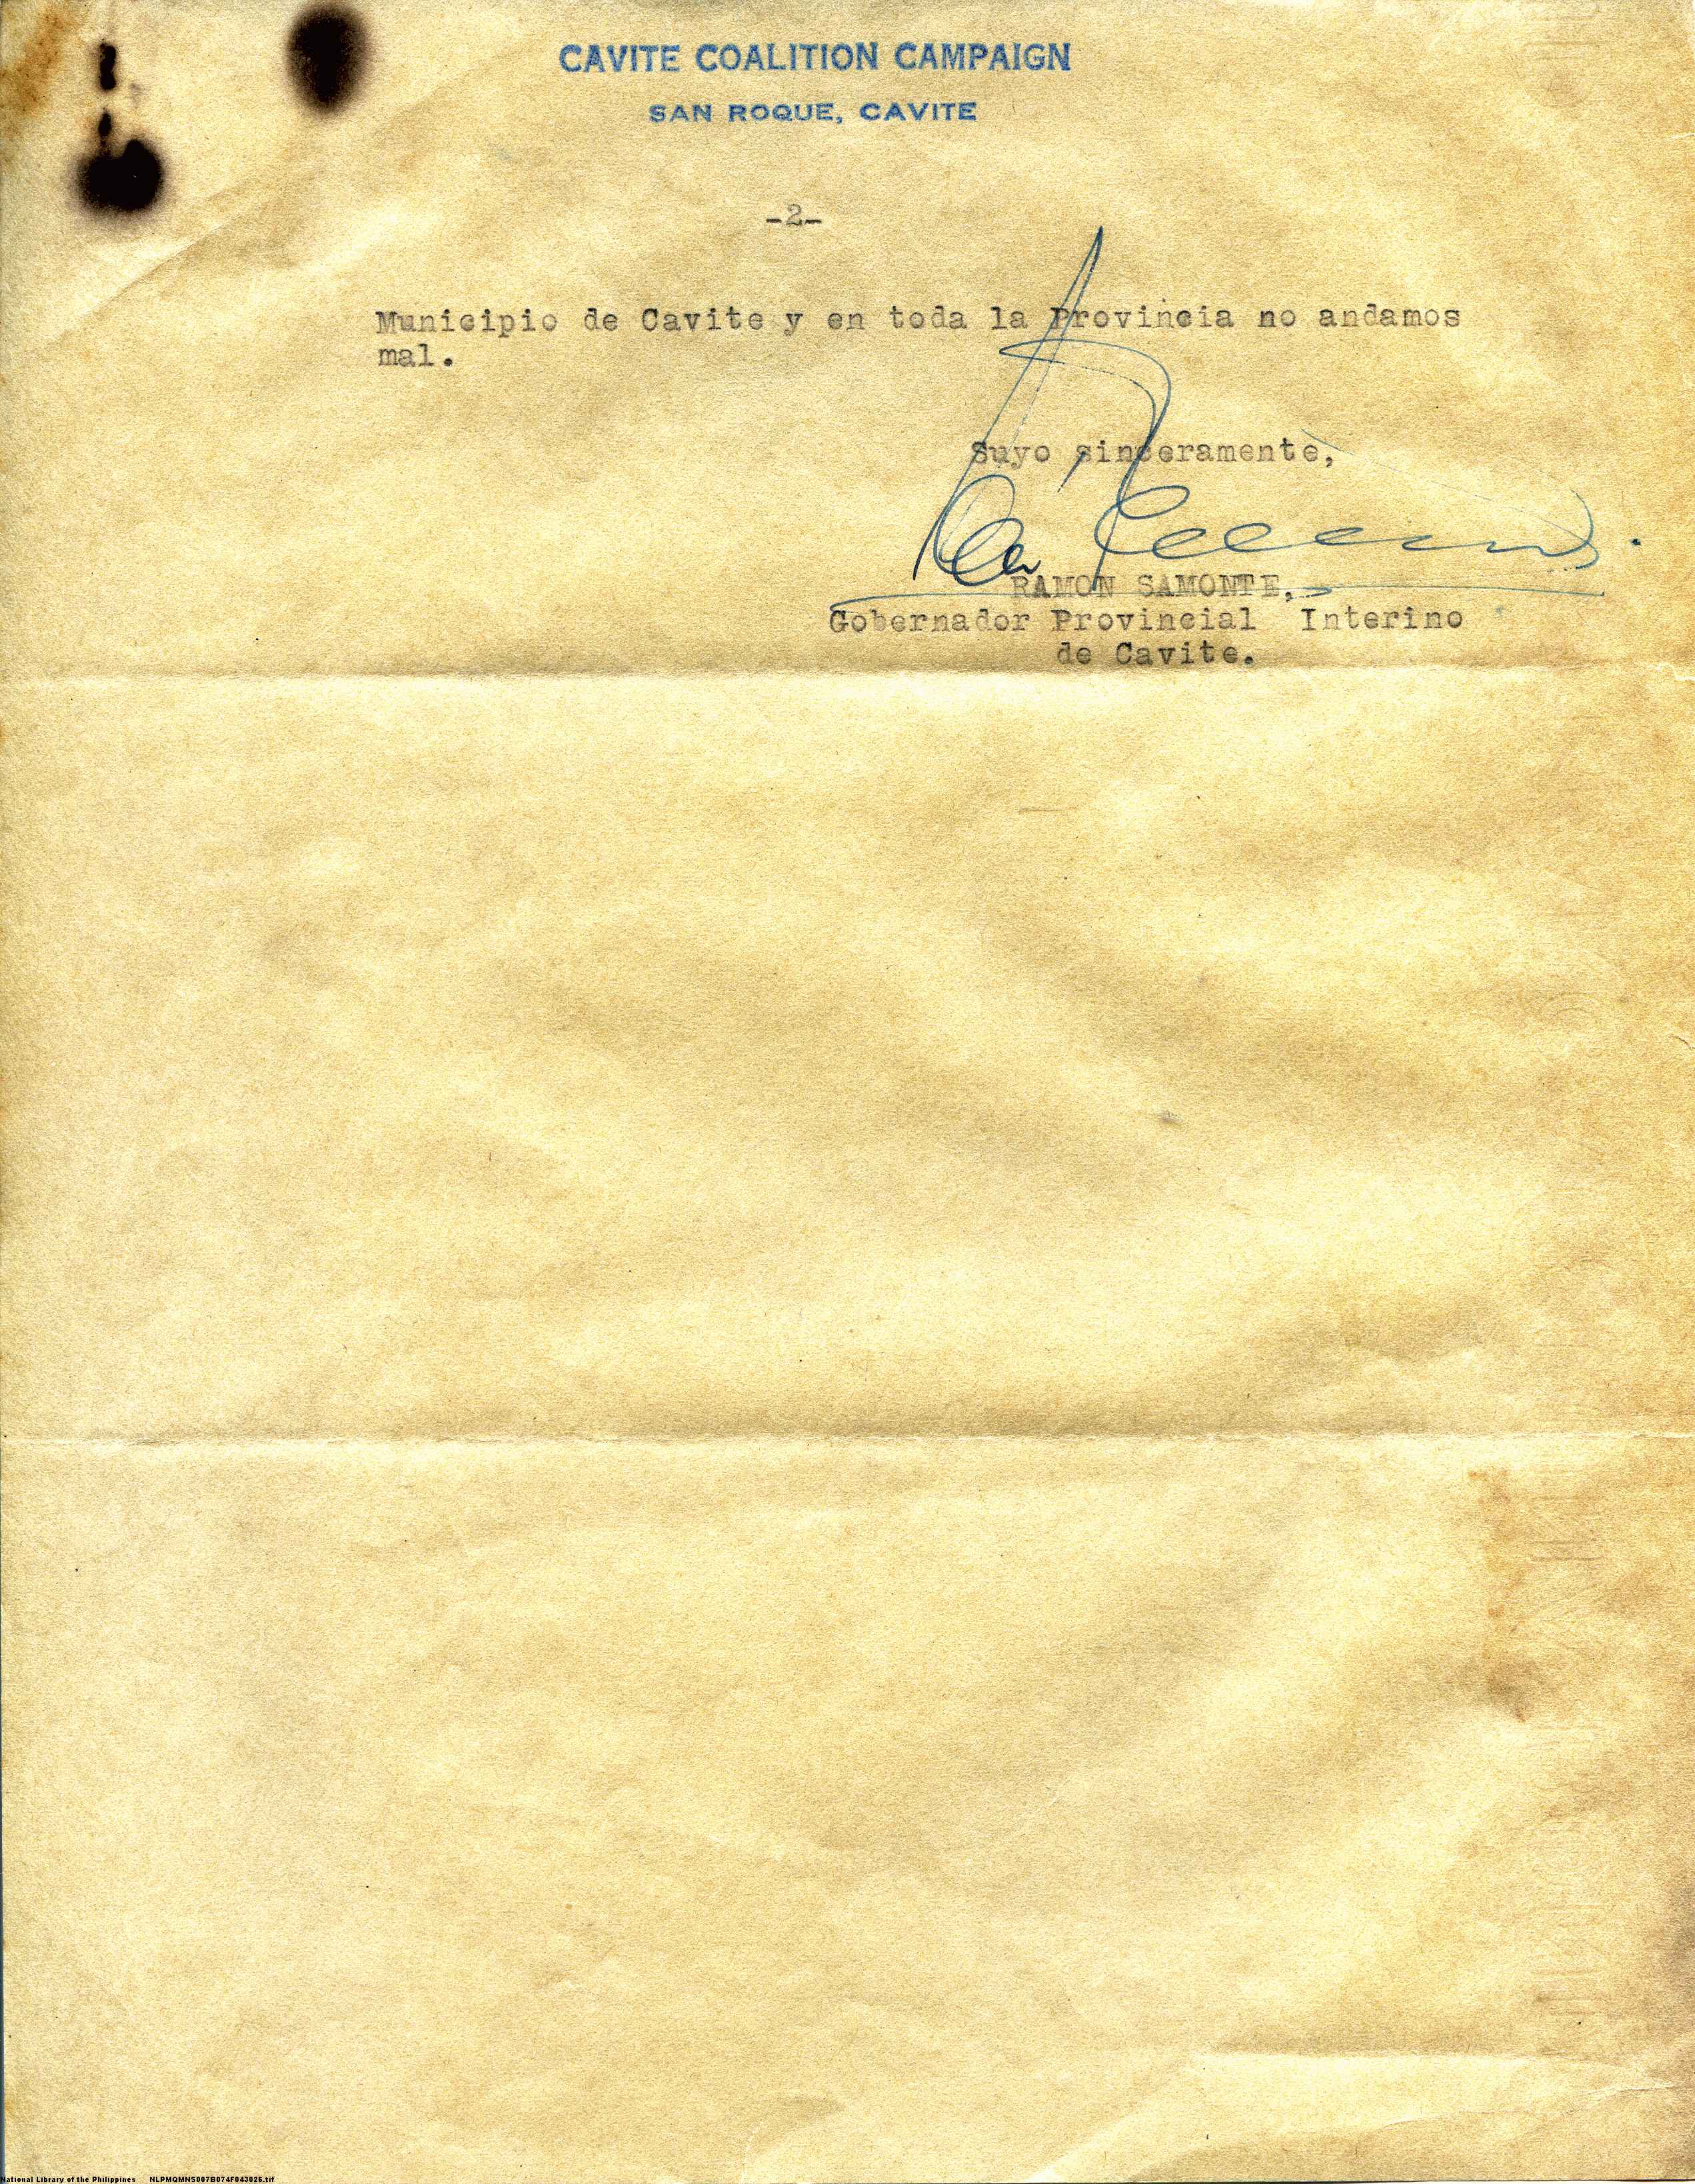 CAVITE COALITION CAMPAIGN
SAN ROQUE, CAVITE
-2-
Municipio de Cavite y en toda la Provincia no andamos
mal.
Suyo sinceramente,
RAMON SAMONTE,
Gobernador Provincial Interino
de Cavite.
National Library of the Philippines NLPMQMNS007B074F043026.tif